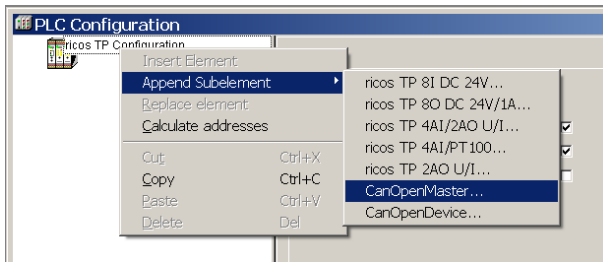 PLC Configuration
ricos TP Configuration
Insert Element
Append Subelement
Replace element
Calculate addresses
Cut Ctrl+X
Copy Ctrl+C
Paste Ctrl+V
Delete Del
ricos TP 8I DC 24V...
ricos TP 8O DC 24V/1A...
ricos TP 4AI/2AO U/I...
ricos TP 4AI/PT100...
ricos TP 2AO U/I...
CanOpenMaster...
CanOpenDevice...